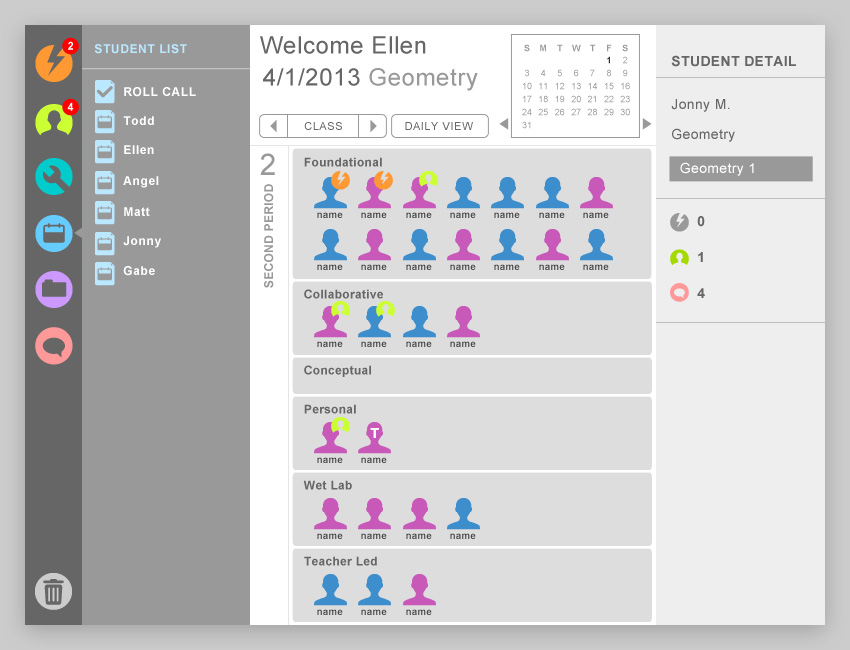 2
4
STUDENT LIST
ROLL CALL
Todd
Ellen
Angel
Matt
Jonny
Gabe
Welcome Ellen
4/1/2013 Geometry
CLASS
DAILY VIEW
S M T W T F S
1 2
3 4 5 6 7 8 9
10 11 12 13 14 15 16
17 18 19 20 21 22 23
24 25 26 27 28 29 30
31
2
SECOND PERIOD
Foundational
name name name name name name name
name name name name name name name
Collaborative
name name name name
Conceptual
Personal
T
name name
Wet Lab
name name name name
Teacher Led
name name name
STUDENT DETAIL
Jonny M.
Geometry
Geometry 1
0
1
4